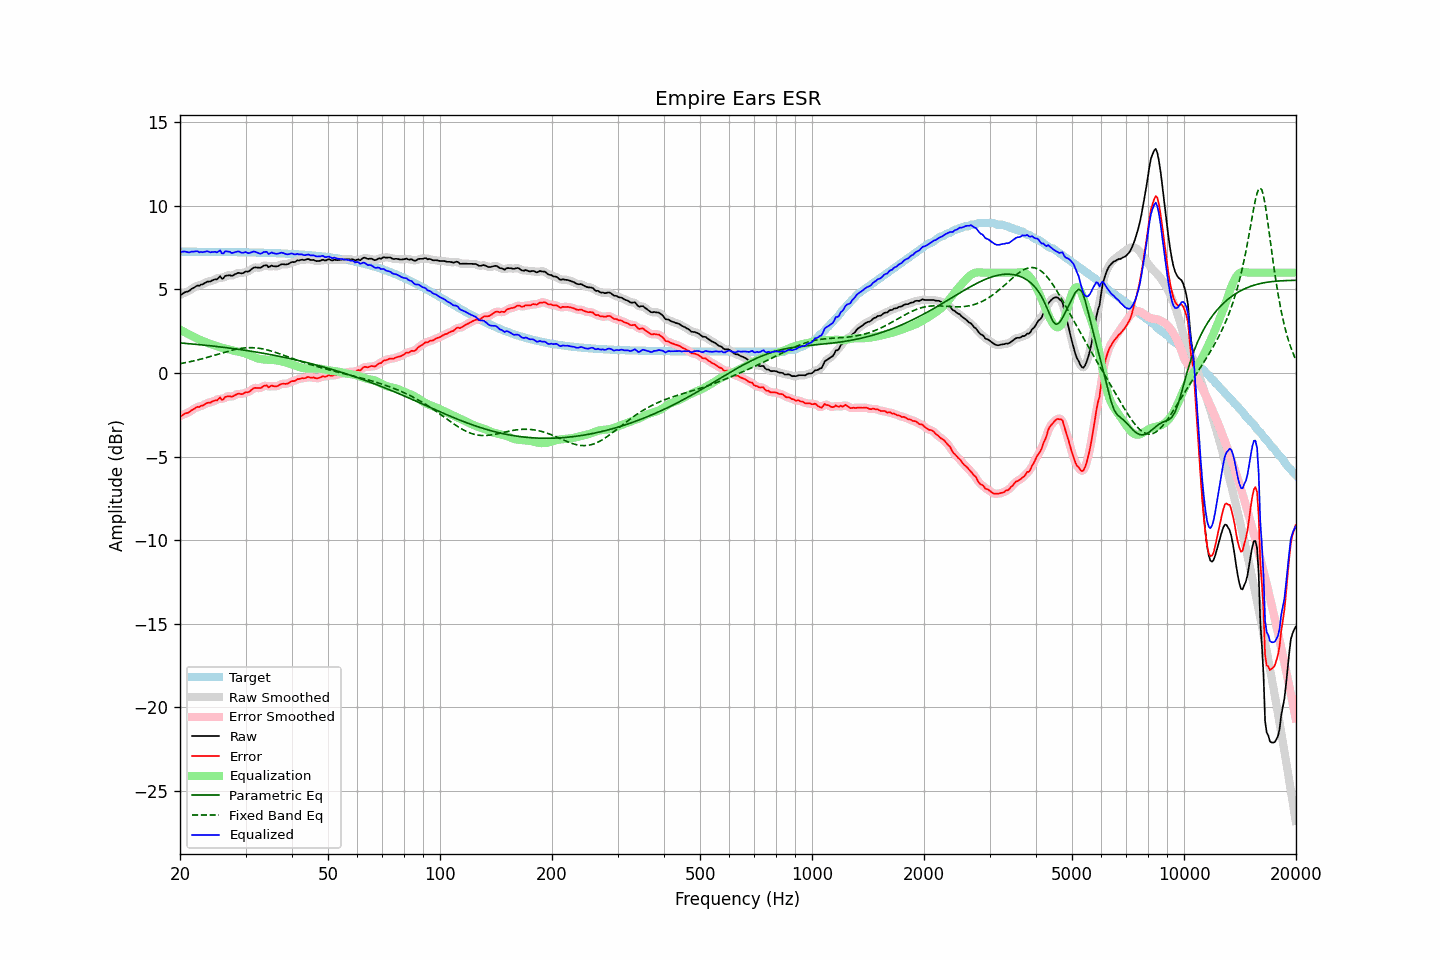 Empire Ears ESR
15
10
5
0
−5
−10
−15
−20
−25
Amplitude (dBr)
Target
Raw Smoothed
Error Smoothed
Raw
Error
Equalization
Parametric Eq
Fixed Band Eq
Equalized
20 50 100 200 500 1000 2000 5000 10000 20000
Frequency (Hz)